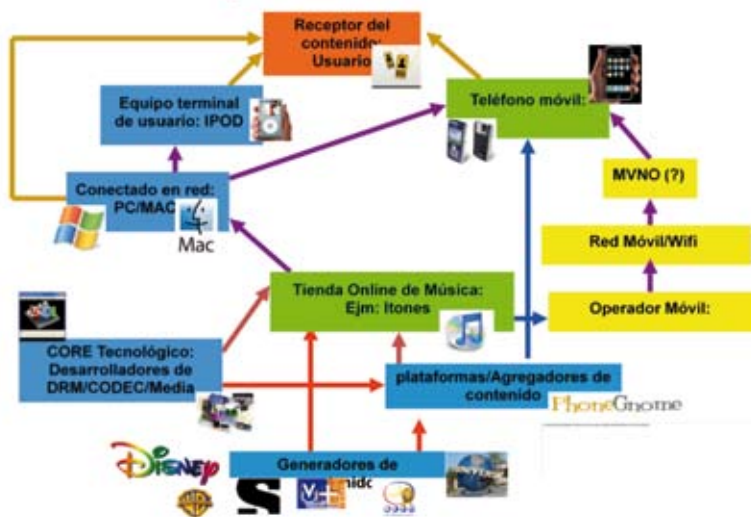 Receptor del
contenido:
Usuario
Equipo terminal
de usuario: IPOD
Teléfono móvil:
Conectado en red:
PC/MAC
Mac
MVNO (?)
Red Móvil/Wifi
Tienda Online de Música:
Ejm: Itones
Operador Móvil:
CORE Tecnológico:
Desarrolladores de
DRM/CODEC/Media
plataformas/Agregadores de
contenido
PhoneGnome
Generadores de
nido
DISNEY
WB
S
V+